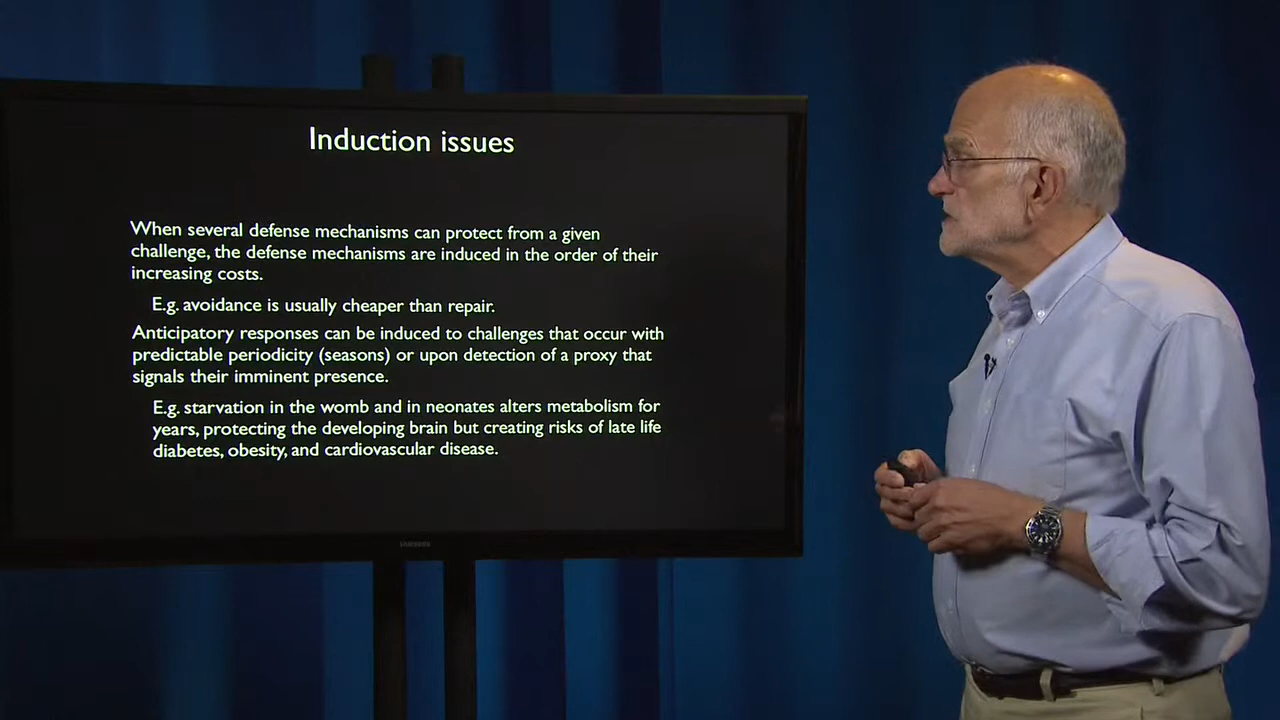 Induction issues
When several defense mechanisms can protect from a given
challenge, the defense mechanisms are induced in the order of their
increasing costs.
E.g. avoidance is usually cheaper than repair.
Anticipatory responses can be induced to challenges that occur with
predictable periodicity (seasons) or upon detection of a proxy that
signals their imminent presence.
E.g. starvation in the womb and in neonates alters metabolism for
years, protecting the developing brain but creating risks of late life
diabetes, obesity, and cardiovascular disease.
SAMSUNG